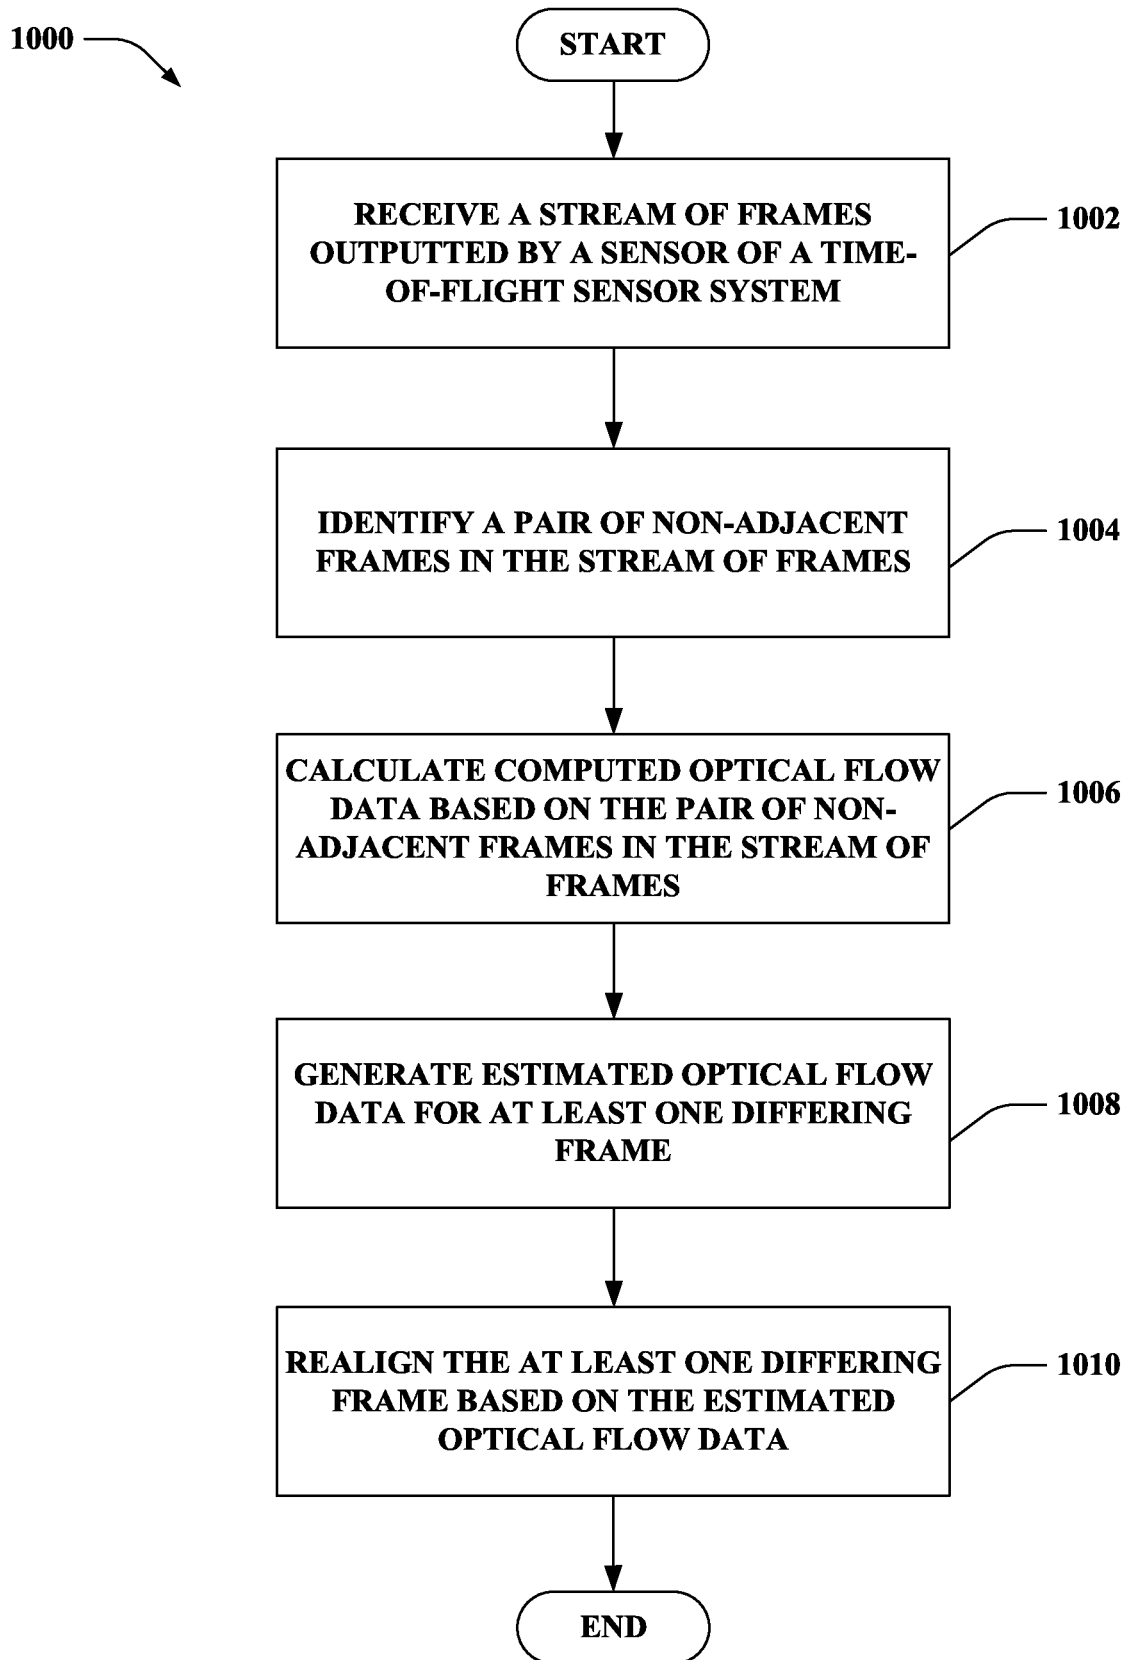 1000
START
RECEIVE A STREAM OF FRAMES
OUTPUTTED BY A SENSOR OF A TIME-
OF-FLIGHT SENSOR SYSTEM
1002
IDENTIFY A PAIR OF NON-ADJACENT
FRAMES IN THE STREAM OF FRAMES
1004
CALCULATE COMPUTED OPTICAL FLOW
DATA BASED ON THE PAIR OF NON-
ADJACENT FRAMES IN THE STREAM OF
FRAMES
1006
GENERATE ESTIMATED OPTICAL FLOW
DATA FOR AT LEAST ONE DIFFERING
FRAME
1008
REALIGN THE AT LEAST ONE DIFFERING
FRAME BASED ON THE ESTIMATED
OPTICAL FLOW DATA
1010
END